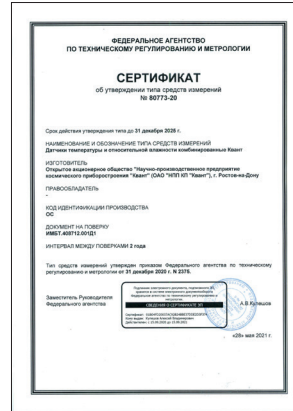 ФЕДЕРАЛЬНОЕ АГЕНТСТВО
ПО ТЕХНИЧЕСКОМУ РЕГУЛИРОВАНИЮ И МЕТРОЛОГИИ
СЕРТИФИКАТ
об утверждении типа средств измерений
№ 80773-20
Срок действия утверждения типа до 31 декабря 2025 г.
НАИМЕНОВАНИЕ И ОБОЗНАЧЕНИЕ ТИПА СРЕДСТВ ИЗМЕРЕНИЙ
Датчики температуры и относительной влажности комбинированные Квант
ИЗГОТОВИТЕЛЬ
Открытое акционерное общество "Научно-производственное предприятие
космического приборостроения "Квант" (ОАО "НПП КП "Квант"), г. Ростов-на-Дону
ПРАВООБЛАДАТЕЛЬ
-
КОД ИДЕНТИФИКАЦИИ ПРОИЗВОДСТВА
ОС
ДОКУМЕНТ НА ПОВЕРКУ
ИМБТ.408712.001Д1
ИНТЕРВАЛ МЕЖДУ ПОВЕРКАМИ 2 года
Тип средств измерений утвержден приказом Федерального агентства по техническому
регулированию и метрологии от 31 декабря 2020 г. N 2375.
Заместитель Руководителя
Федерального агентства
СВЕДЕНИЯ О СЕРТИФИКАТЕ ЭП
А.В.Кулешов
«28» мая 2021 г.